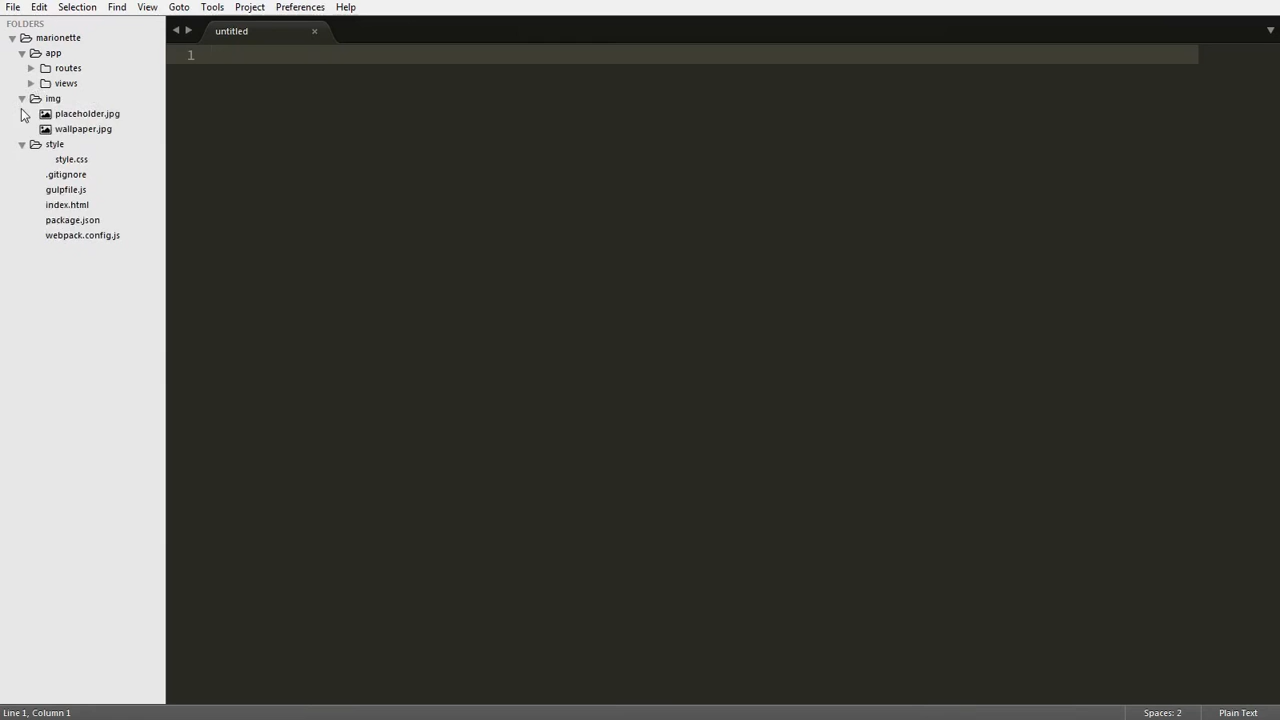 File Edit Selection Find View Goto Tools Project Preferences Help
FOLDERS
marionette
app
routes
views
img
placeholder.jpg
wallpaper.jpg
style
style.css
.gitignore
gulpfile.js
index.html
package.json
webpack.config.js
untitled
1
Line 1, Column 1 Spaces: 2 Plain Text